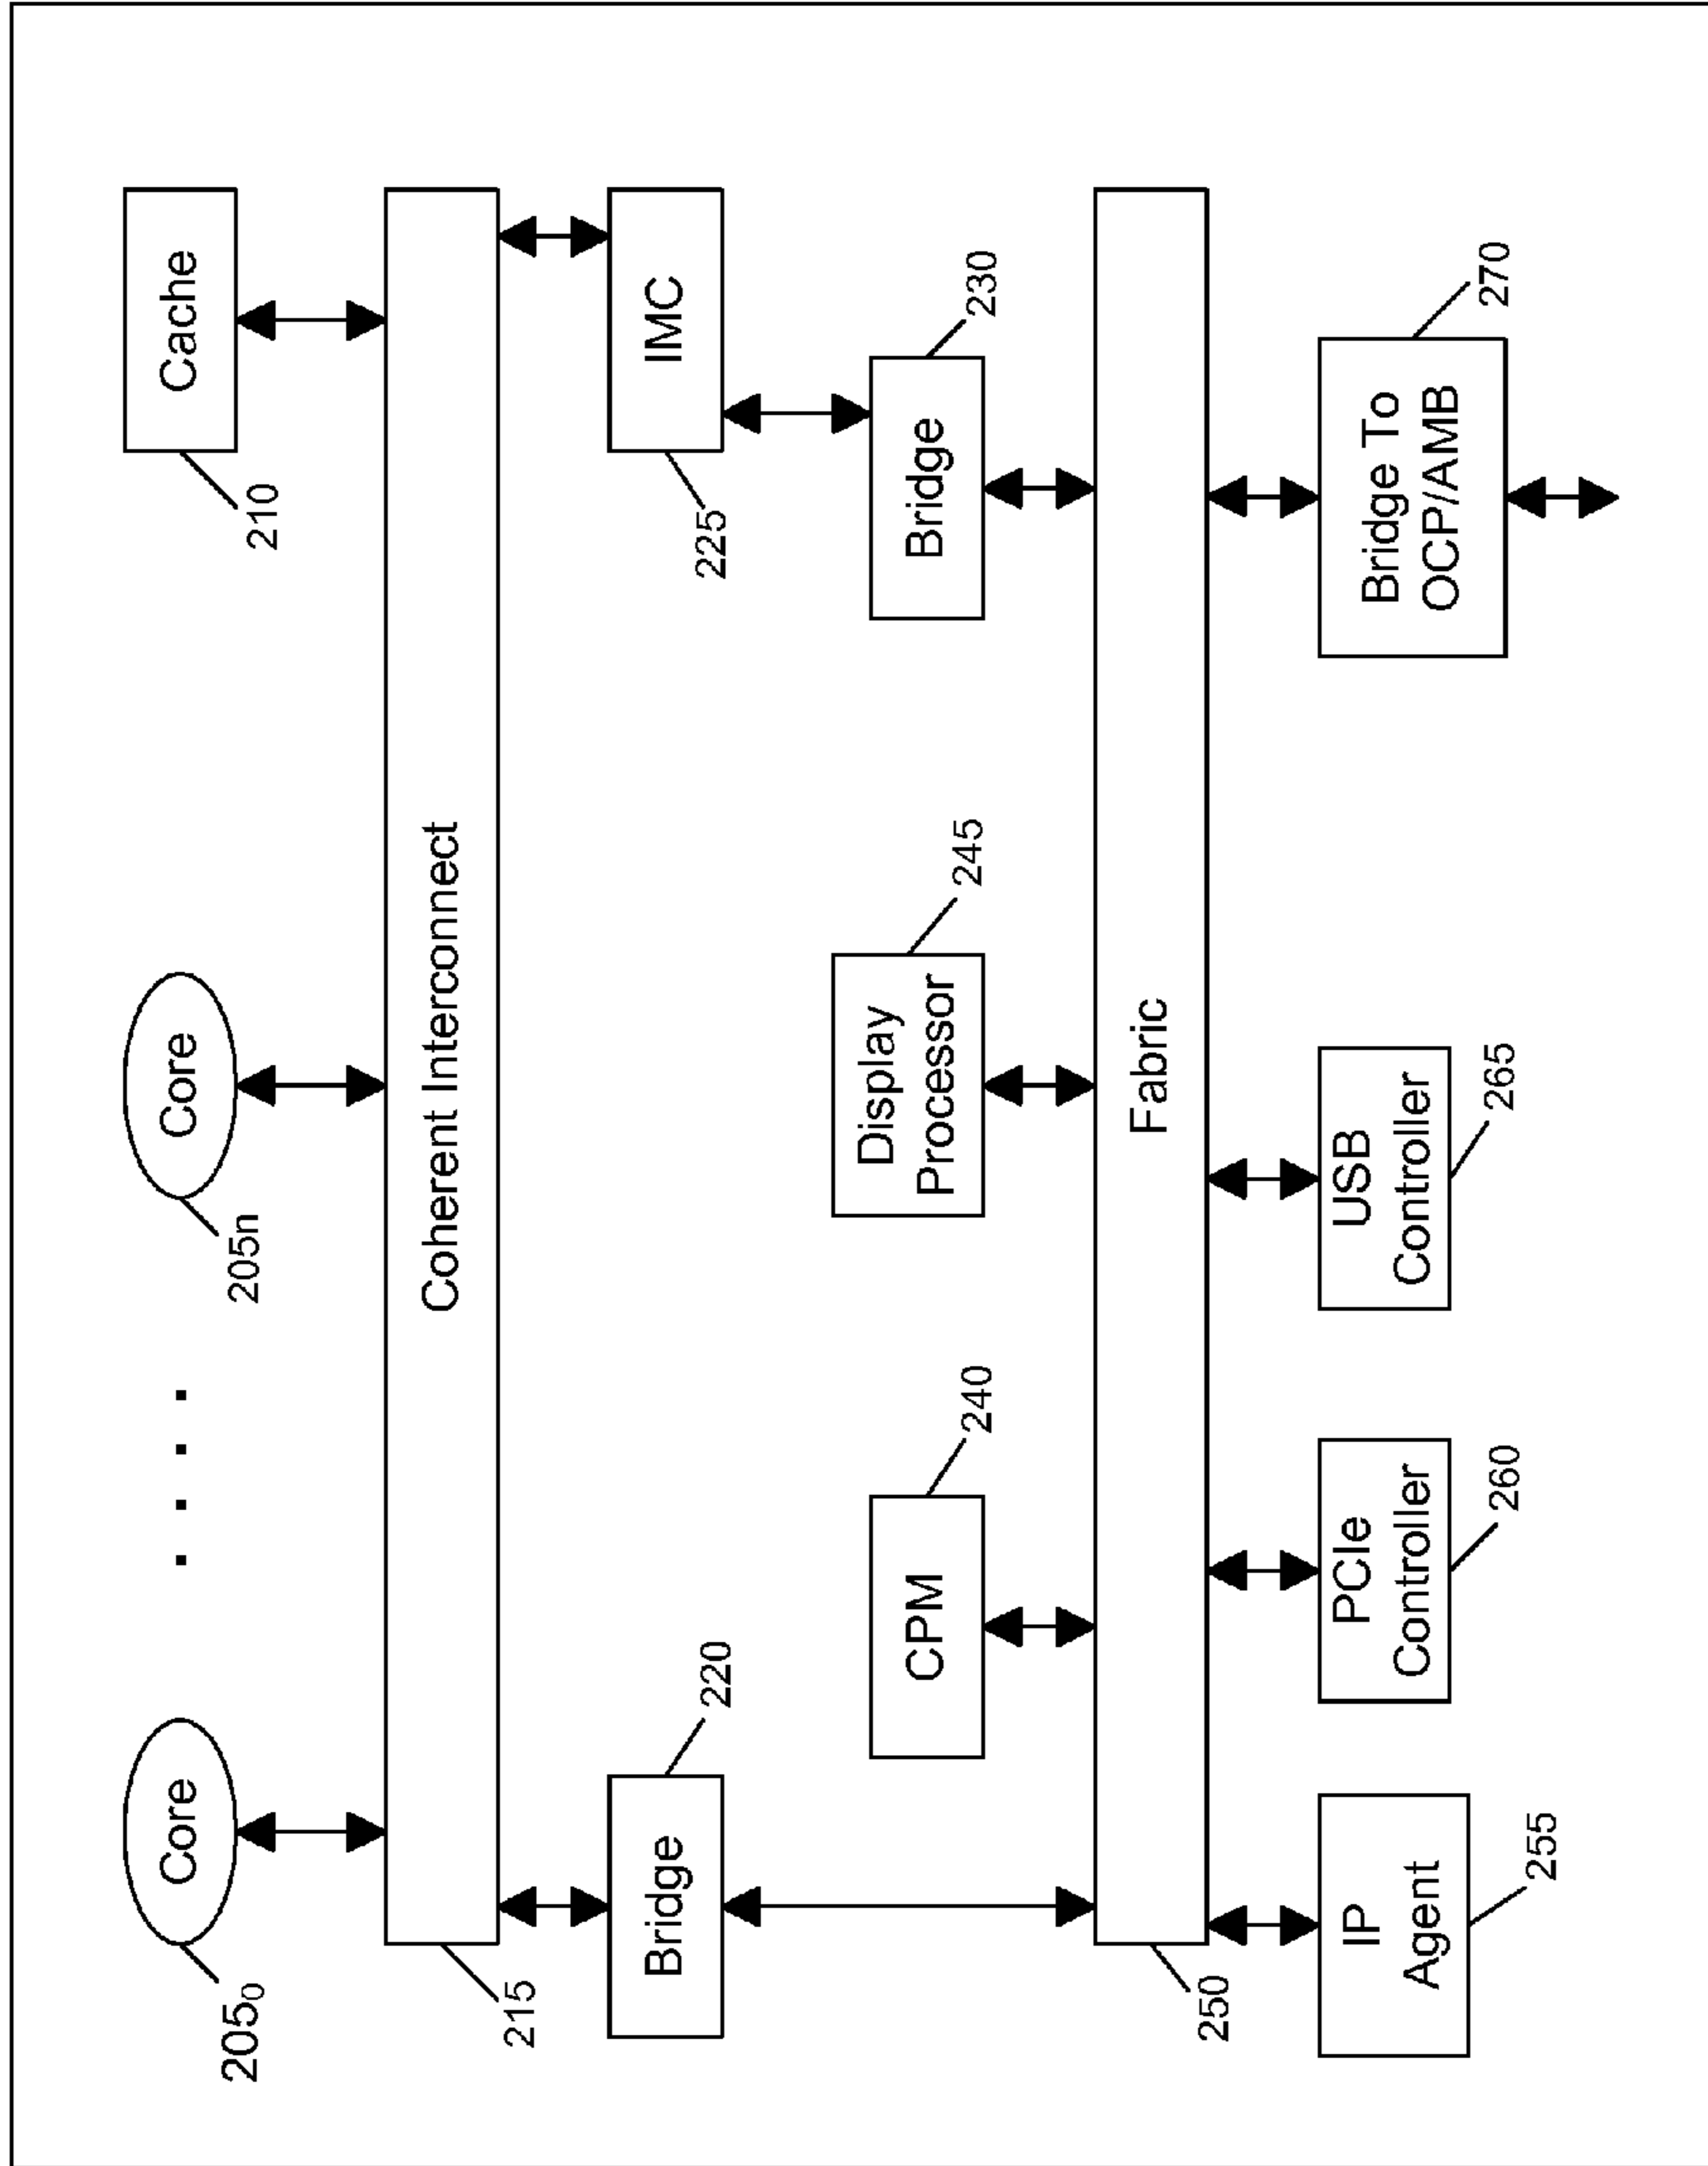 Core
Core
Cache
205₀
. . . .
205n
210
Coherent Interconnect
215
Bridge
220
IMC
225
Bridge
230
CPM
240
Display
Processor
245
Fabric
250
IP
Agent
255
PCIe
Controller
260
USB
Controller
265
Bridge To
OCP/AMB
270